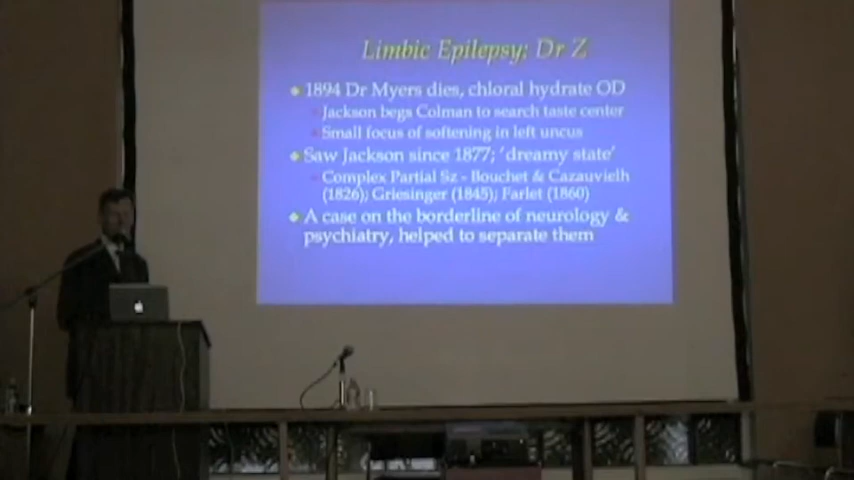 Limbic Epilepsy; Dr Z
1894 Dr Myers dies, chloral hydrate OD
Jackson begs Colman to search taste center
Small focus of softening in left uncus
Saw Jackson since 1877; 'dreamy state'
Complex Partial Sz - Bouchet & Cazauvielh
(1826); Griesinger (1845); Farlet (1860)
A case on the borderline of neurology &
psychiatry, helped to separate them